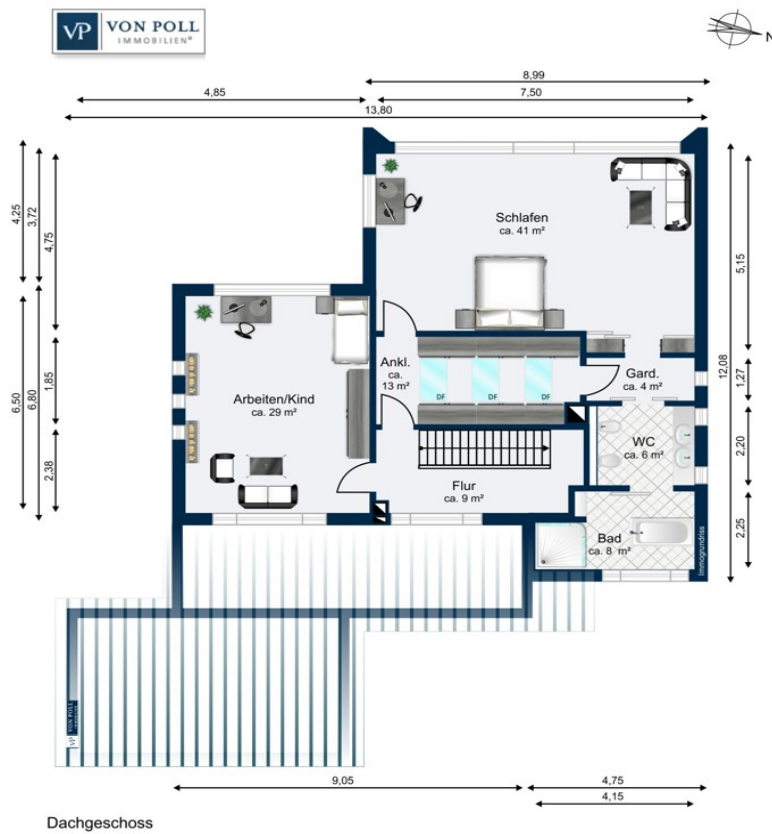 VP VON POLL
IMMOBILIEN®
N
8,99
4,85
7,50
13,80
4,25
3,72
4,75
6,50
6,80
1,85
2,38
Schlafen
ca. 41 m²
Ankl.
ca.
13 m²
DF DF DF
Gard.
ca. 4 m²
Arbeiten/Kind
ca. 29 m²
WC
ca. 6 m²
Flur
ca. 9 m²
Bad
ca. 8 m²
Immogrundriss
5,15
12,08
1,27
2,20
2,25
VP VON POLL
9,05
4,75
4,15
Dachgeschoss